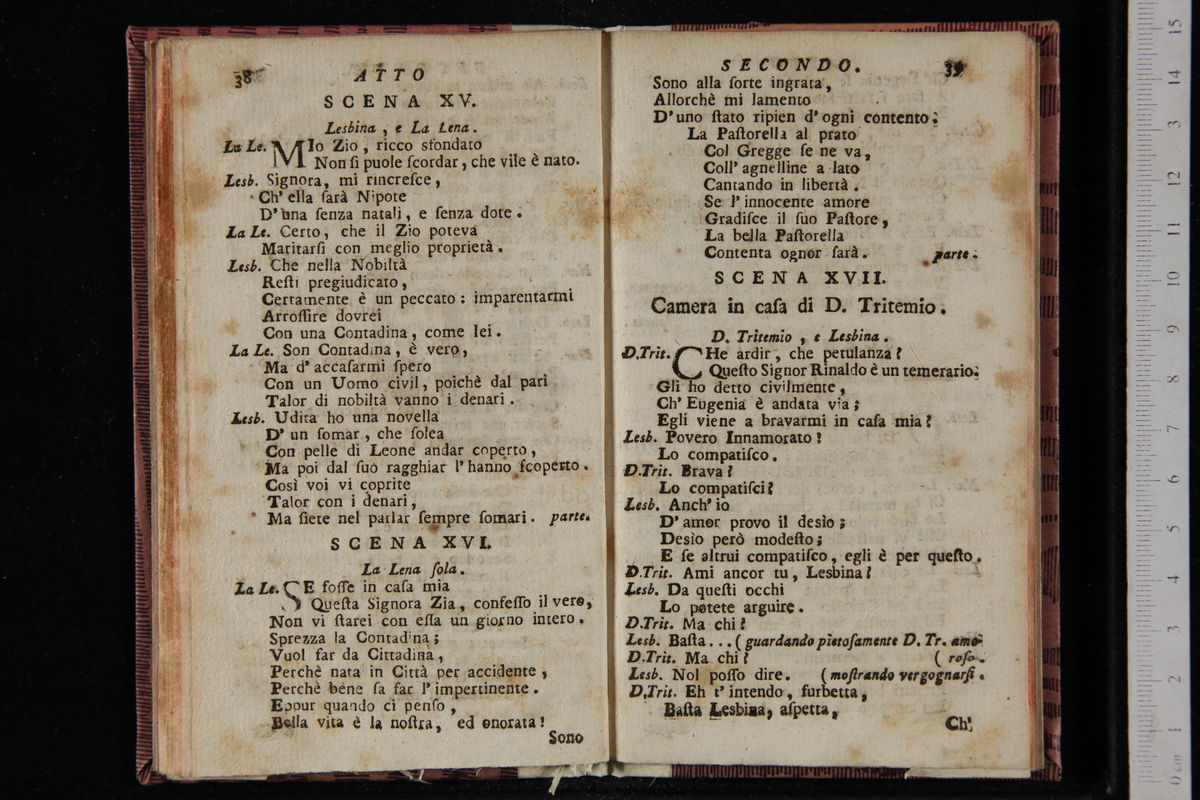 38
ATTO
SCENA XV.
Lesbina, e La Lena.
La Le. MIo Zio, ricco sfondato
Non ſi puole ſcordar, che vile è nato.
Lesb. Signora, mi rincreſce,
Ch' ella ſarà Nipote
D' una ſenza natali, e ſenza dote.
La Le. Certo, che il Zio poteva
Maritarſi con meglio proprietà.
Lesb. Che nella Nobiltà
Reſti pregiudicato,
Certamente è un peccato: imparentarmi
Arroſſire dovrei
Con una Contadina, come lei.
La Le. Son Contadina, è vero,
Ma d' accaſarmi ſpero
Con un Uomo civil, poichè dal pari
Talor di nobiltà vanno i denari.
Lesb. Udita ho una novella
D' un ſomar, che ſolea
Con pelle di Leone andar coperto,
Ma poi dal ſuo ragghiar l' hanno ſcoperto.
Così voi vi coprite
Talor con i denari,
Ma ſiete nel parlar ſempre ſomari. parte.
SCENA XVI.
La Lena ſola.
La Le. SE foſſe in caſa mia
Queſta Signora Zia, confeſſo il vero,
Non vi ſtarei con eſſa un giorno intero.
Sprezza la Contadina;
Vuol far da Cittadina,
Perchè nata in Città per accidente,
Perchè bene ſa far l' impertinente.
Eppur quando ci penſo,
Bella vita è la noſtra, ed onorata!
Sono
SECONDO.
39
Sono alla ſorte ingrata,
Allorchè mi lamento
D' uno ſtato ripien d' ogni contento.
La Paſtorella al prato
Col Gregge ſe ne va,
Coll' agnelline a lato
Cantando in libertà.
Se l' innocente amore
Gradiſce il ſuo Paſtore,
La bella Paſtorella
Contenta ognor ſarà. parte.
SCENA XVII.
Camera in caſa di D. Tritemio.
D. Tritemio, e Lesbina.
D.Trit. CHe ardir, che petulanza?
Queſto Signor Rinaldo è un temerario.
Gli ho detto civilmente,
Ch' Eugenia è andata via;
Egli viene a bravarmi in caſa mia?
Lesb. Povero Innamorato!
Lo compatiſco.
D.Trit. Brava?
Lo compatiſci?
Lesb. Anch' io
D' amor provo il desìo;
Desìo però modeſto;
E ſe altrui compatiſco, egli è per queſto.
D.Trit. Ami ancor tu, Lesbina?
Lesb. Da queſti occhi
Lo potete arguire.
D.Trit. Ma chi?
Lesb. Baſta... (guardando pietoſamente D. Tr. amo-
D.Trit. Ma chi? ( roſo.
Lesb. Nol poſſo dire. (moſtrando vergognarſi.
D.Trit. Eh t' intendo, furbetta,
Baſta Lesbina, aſpetta,
Ch'